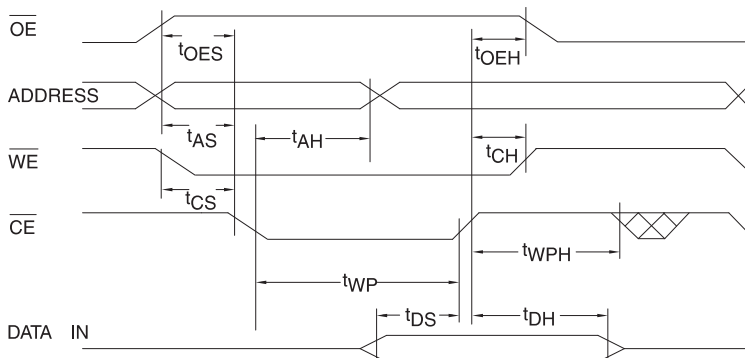 OE
tOES
tOEH
ADDRESS
tAS
tAH
WE
tCH
tCS
CE
tWPH
tWP
tDS
tDH
DATA IN